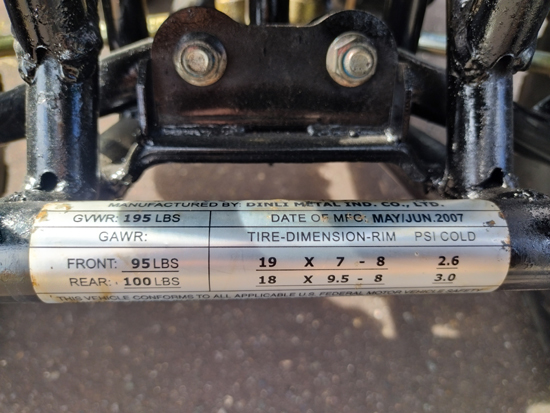 MANUFACTURED BY DINLI METAL IND. CO., LTD.
GVWR: 195 LBS DATE OF MFC: MAY/JUN.2007
GAWR: TIRE-DIMENSION-RIM PSI COLD
FRONT: 95 LBS 19 X 7 - 8 2.6
REAR: 100 LBS 18 X 9.5 - 8 3.0
THIS VEHICLE CONFORMS TO ALL APPLICABLE U.S. FEDERAL MOTOR VEHICLE SAFETY